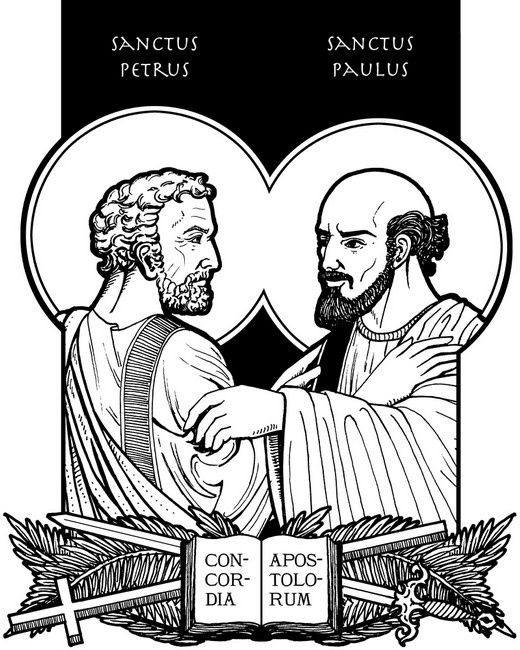 SANCTUS
PETRUS
SANCTUS
PAULUS
CON-
COR-
DIA
APOS-
TOLO-
RUM